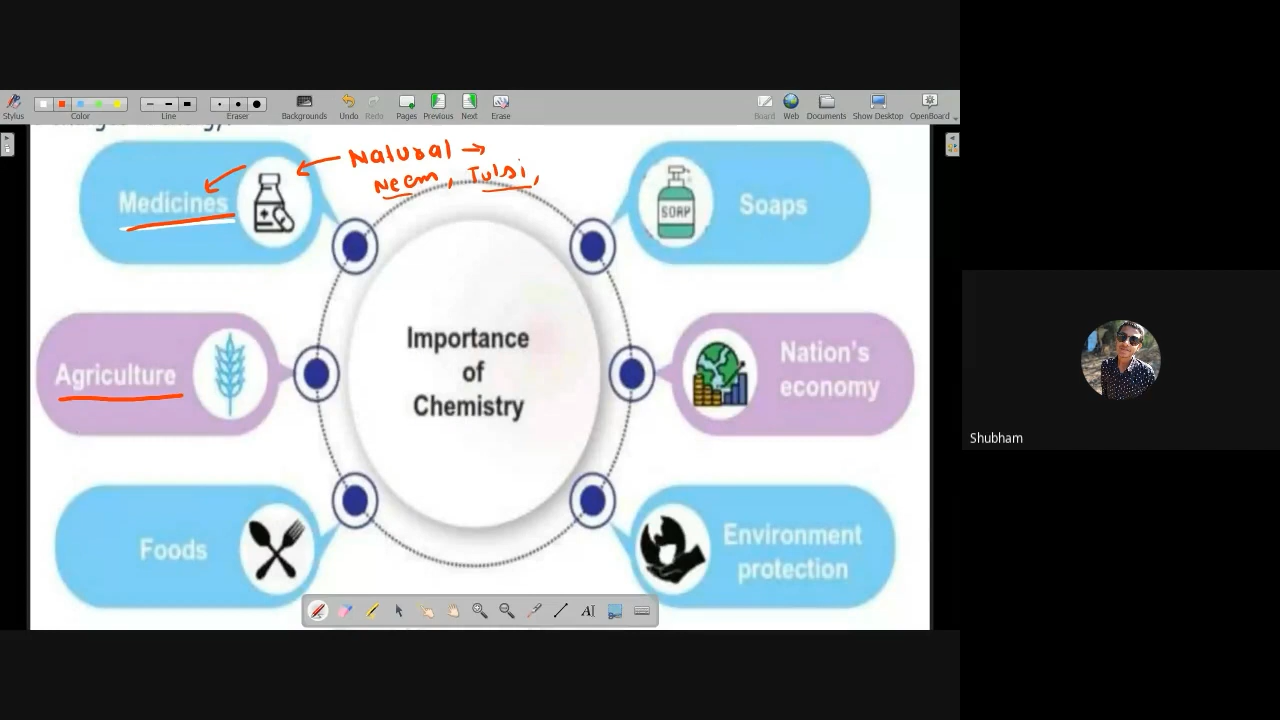 Stylus
Color
Line
Eraser
Backgrounds
Undo
Redo
Pages
Previous
Next
Erase
Board
Web
Documents
Show Desktop
OpenBoard
Natural →
Neem, Tulsi,
Medicines
SOAP
Soaps
Agriculture
Importance
of
Chemistry
Nation's
economy
Foods
Environment
protection
AI
Shubham